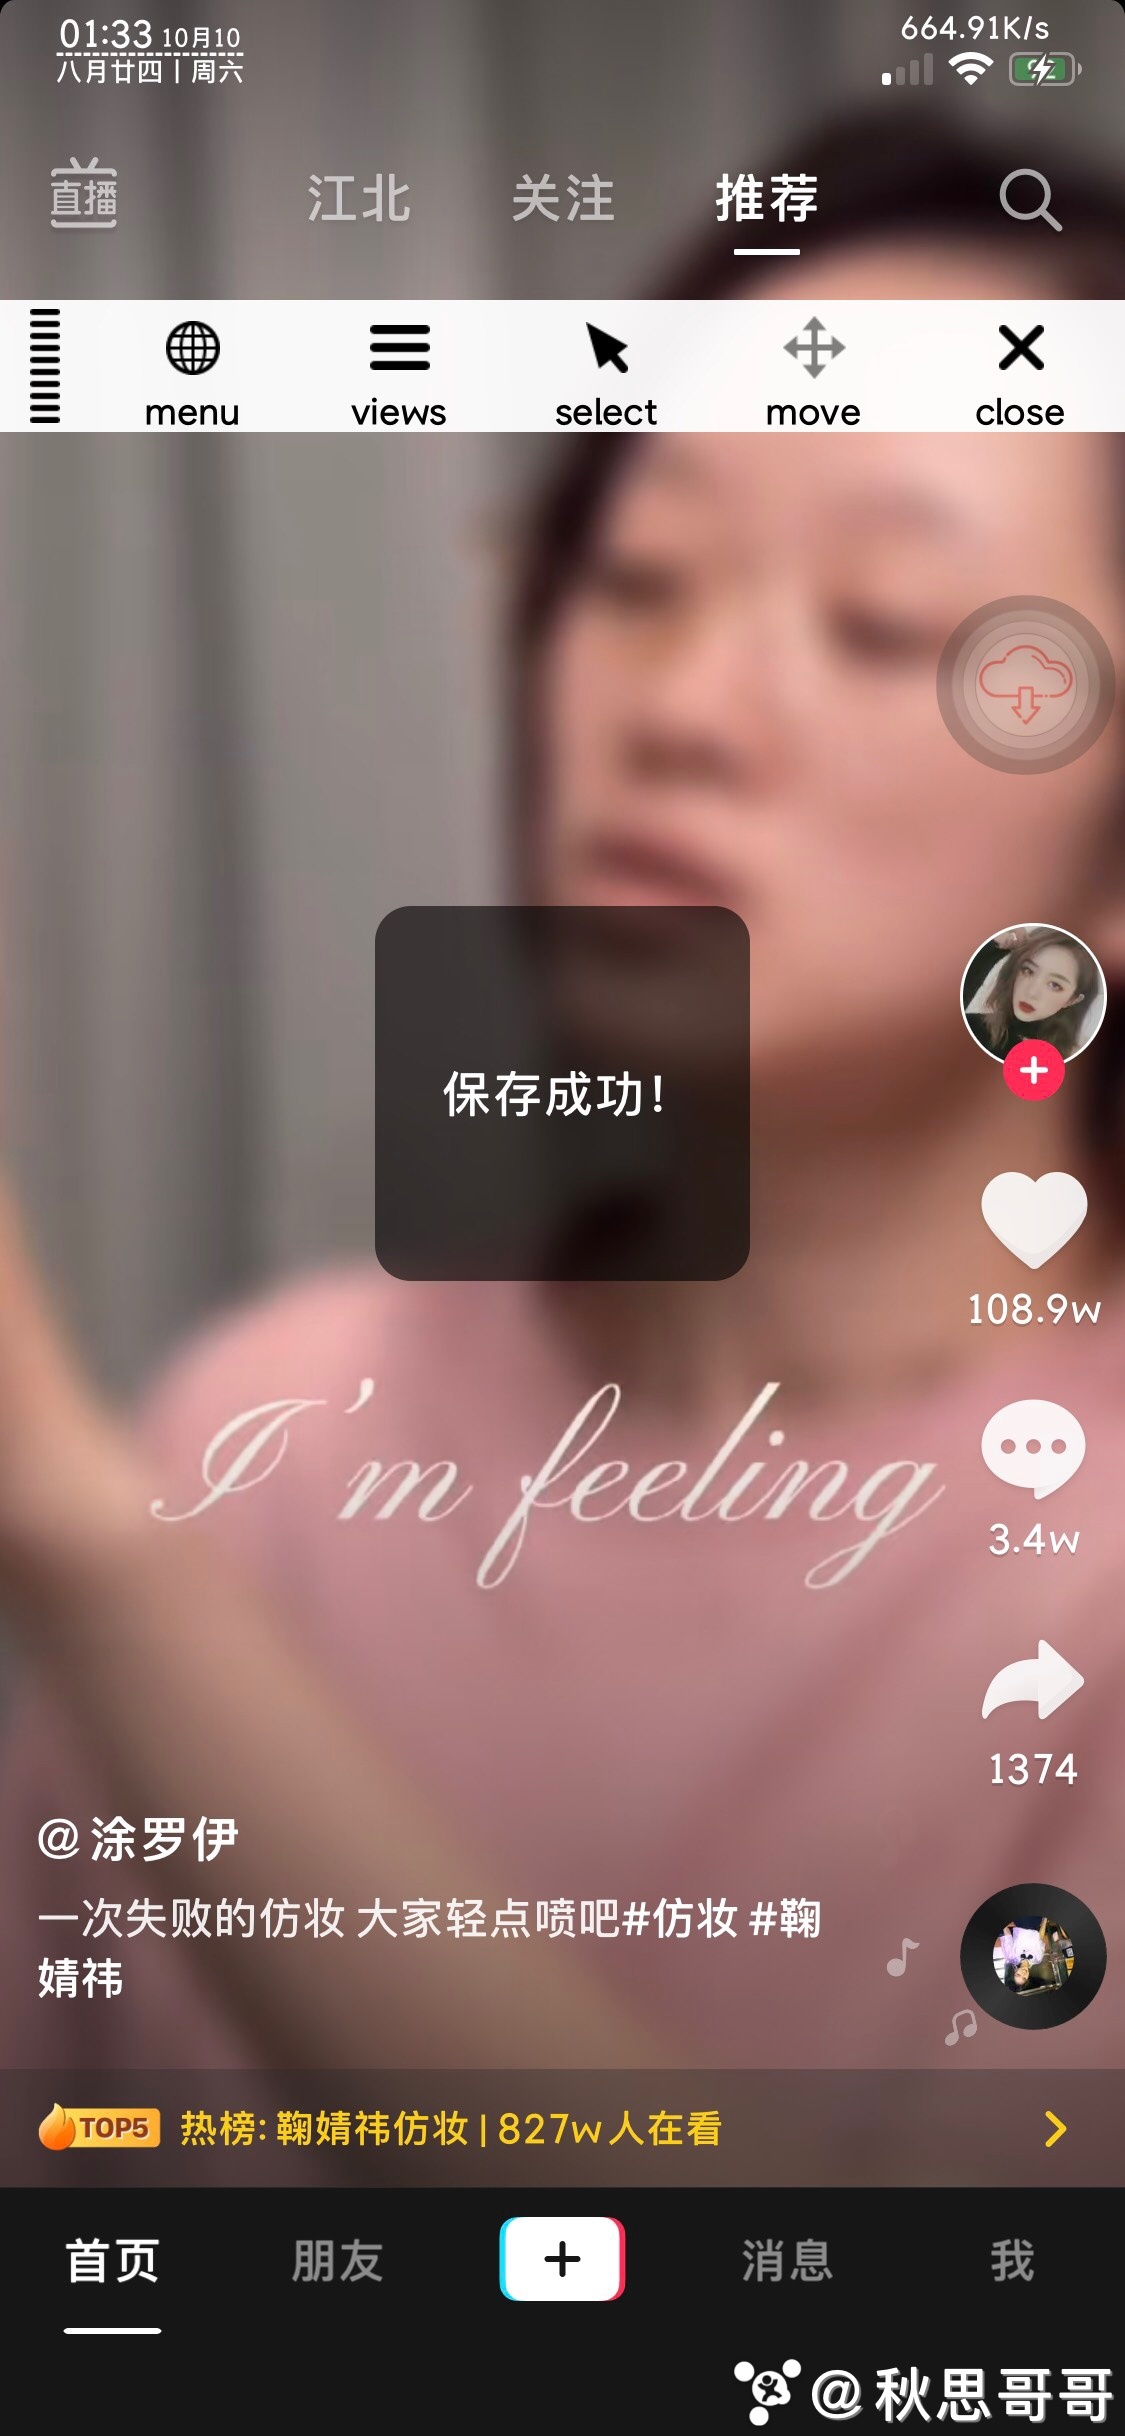 01:33 10月10
664.91K/s
八月廿四丨周六
直播
江北
关注
推荐
menu
views
select
move
close
保存成功!
108.9w
I'm feeling
3.4w
1374
@涂罗伊
一次失败的仿妆 大家轻点喷吧#仿妆 #鞠
婧祎
TOP5 热榜: 鞠婧祎仿妆 | 827w人在看
首页
朋友
消息
我
@秋思哥哥